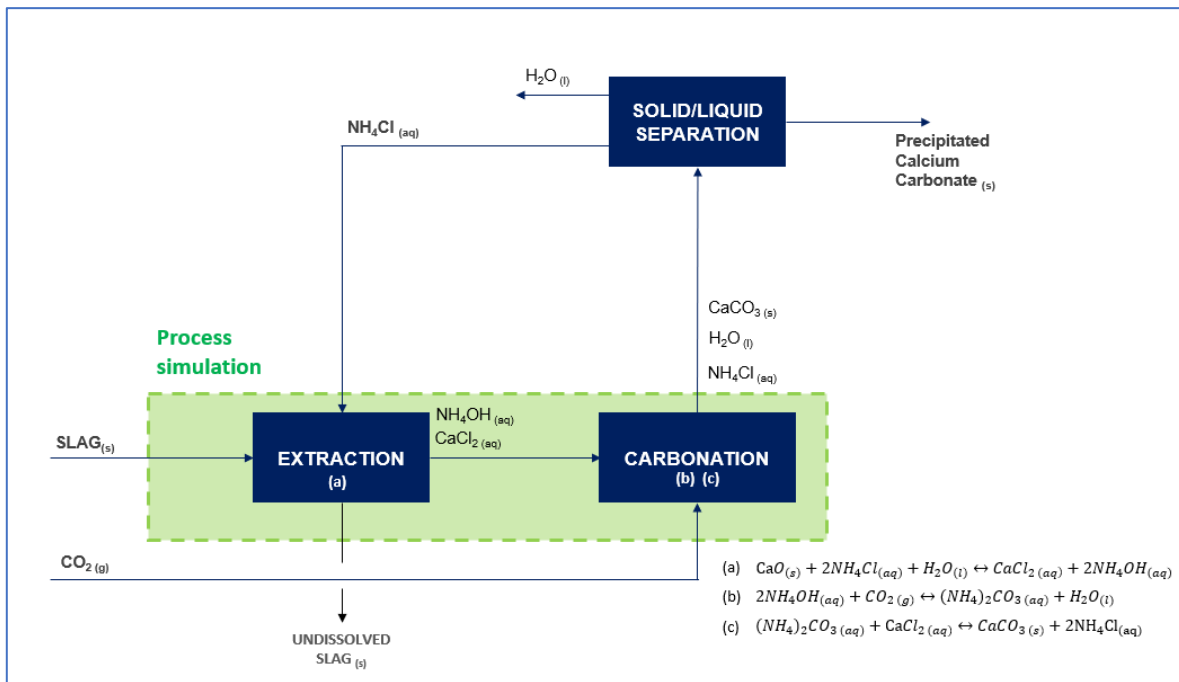 H₂O (l)
SOLID/LIQUID
SEPARATION
NH₄Cl (aq)
Precipitated
Calcium
Carbonate (s)
CaCO₃ (s)
H₂O (l)
NH₄Cl (aq)
Process
simulation
NH₄OH (aq)
CaCl₂ (aq)
SLAG(s)
EXTRACTION
(a)
CARBONATION
(b) (c)
CO₂ (g)
UNDISSOLVED
SLAG (s)
(a) CaO(s) + 2NH₄Cl(aq) + H₂O(l) ↔ CaCl₂ (aq) + 2NH₄OH(aq)
(b) 2NH₄OH(aq) + CO₂ (g) ↔ (NH₄)₂CO₃ (aq) + H₂O(l)
(c) (NH₄)₂CO₃ (aq) + CaCl₂ (aq) ↔ CaCO₃ (s) + 2NH₄Cl(aq)